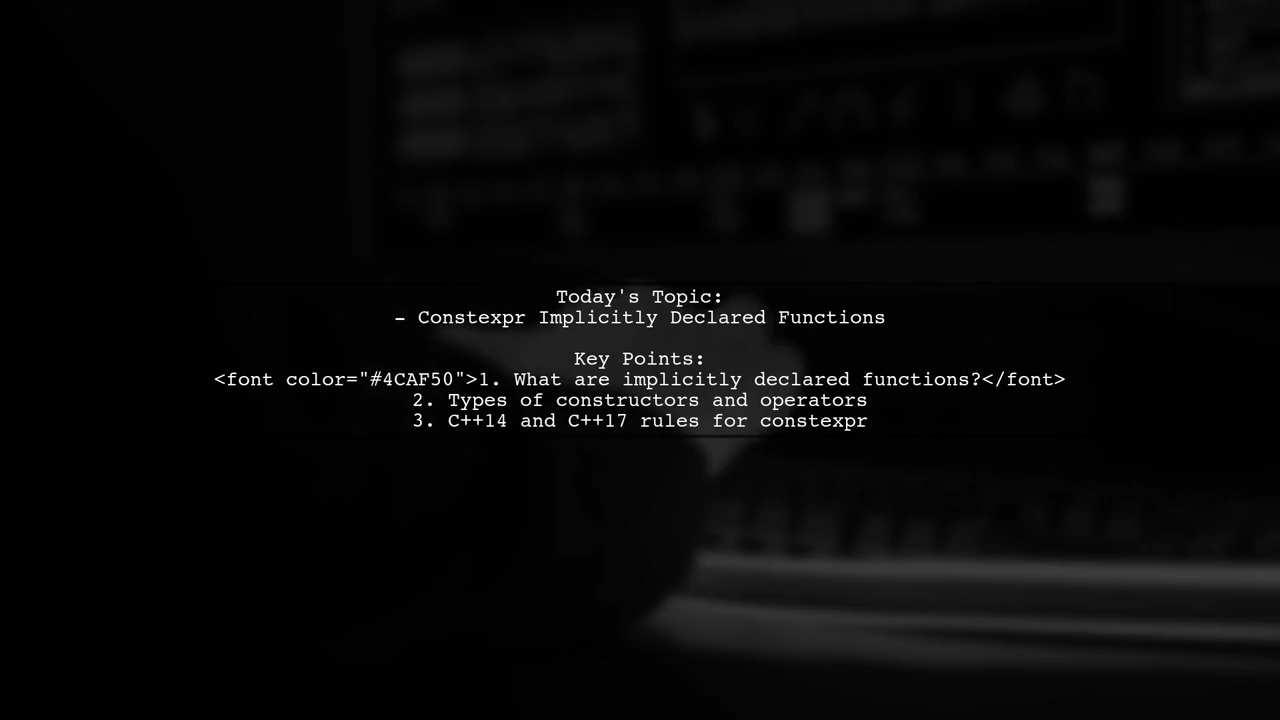 Today's Topic:
– Constexpr Implicitly Declared Functions
Key Points:
<font color="#4CAF50">1. What are implicitly declared functions?</font>
2. Types of constructors and operators
3. C++14 and C++17 rules for constexpr